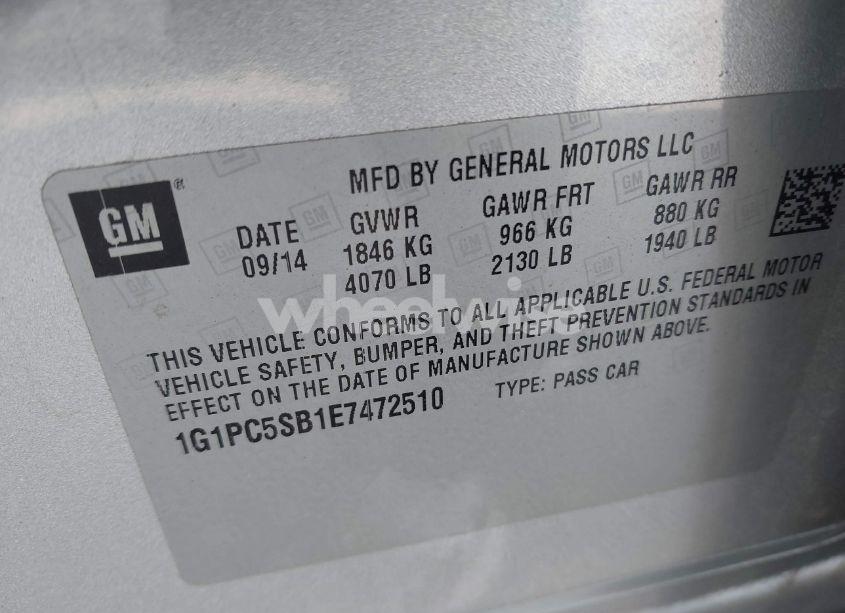 MFD BY GENERAL MOTORS LLC
GM®
DATE GVWR GAWR FRT GAWR RR
09/14 1846 KG 966 KG 880 KG
4070 LB 2130 LB 1940 LB
THIS VEHICLE CONFORMS TO ALL APPLICABLE U.S. FEDERAL MOTOR
VEHICLE SAFETY, BUMPER, AND THEFT PREVENTION STANDARDS IN
EFFECT ON THE DATE OF MANUFACTURE SHOWN ABOVE.
1G1PC5SB1E7472510 TYPE: PASS CAR
wheelwise